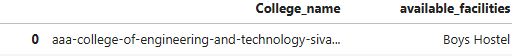 College_name available_facilities
0 aaa-college-of-engineering-and-technology-siva... Boys Hostel